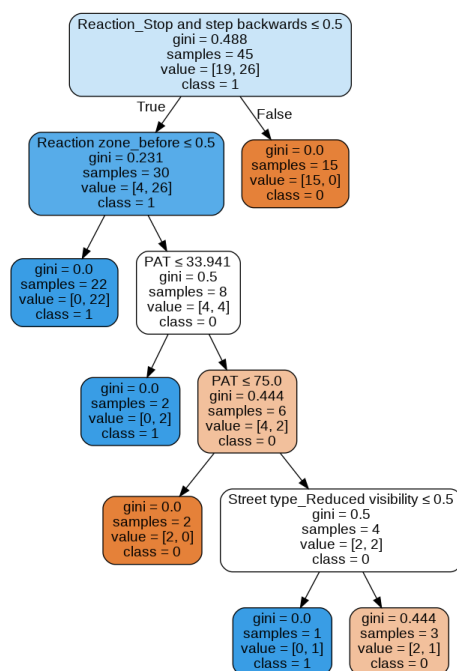 Reaction_Stop and step backwards ≤ 0.5
gini = 0.488
samples = 45
value = [19, 26]
class = 1
True
False
Reaction zone_before ≤ 0.5
gini = 0.231
samples = 30
value = [4, 26]
class = 1
gini = 0.0
samples = 15
value = [15, 0]
class = 0
gini = 0.0
samples = 22
value = [0, 22]
class = 1
PAT ≤ 33.941
gini = 0.5
samples = 8
value = [4, 4]
class = 0
gini = 0.0
samples = 2
value = [0, 2]
class = 1
PAT ≤ 75.0
gini = 0.444
samples = 6
value = [4, 2]
class = 0
gini = 0.0
samples = 2
value = [2, 0]
class = 0
Street type_Reduced visibility ≤ 0.5
gini = 0.5
samples = 4
value = [2, 2]
class = 0
gini = 0.0
samples = 1
value = [0, 1]
class = 1
gini = 0.444
samples = 3
value = [2, 1]
class = 0